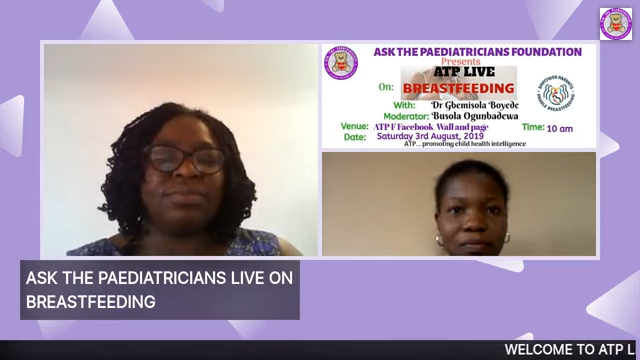 ASK THE PAEDIATRICIANS FOUNDATION
Presents
ATP LIVE
On: BREASTFEEDING
With: Dr Gbemisola Boyede
Moderator: Busola Ogunbadewa
Venue: ATP F Facebook Wall and page
Time: 10 am
Date: Saturday 3rd August, 2019
ATP...promoting child health intelligence
ASK THE PAEDIATRICIANS LIVE ON
BREASTFEEDING
WELCOME TO ATP L